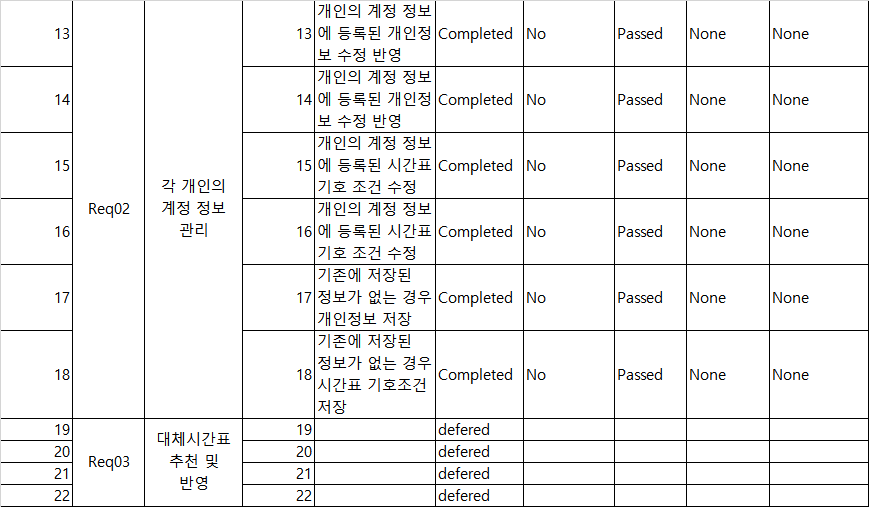 13 13 개인의 계정 정보에 등록된 개인정보 수정 반영 Completed No Passed None None
14 14 개인의 계정 정보에 등록된 개인정보 수정 반영 Completed No Passed None None
15 15 개인의 계정 정보에 등록된 시간표 기호 조건 수정 Completed No Passed None None
Req02 각 개인의 계정 정보 관리
16 16 개인의 계정 정보에 등록된 시간표 기호 조건 수정 Completed No Passed None None
17 17 기존에 저장된 정보가 없는 경우 개인정보 저장 Completed No Passed None None
18 18 기존에 저장된 정보가 없는 경우 시간표 기호조건 저장 Completed No Passed None None
19 19 defered
20 20 defered
Req03 대체시간표 추천 및 반영
21 21 defered
22 22 defered